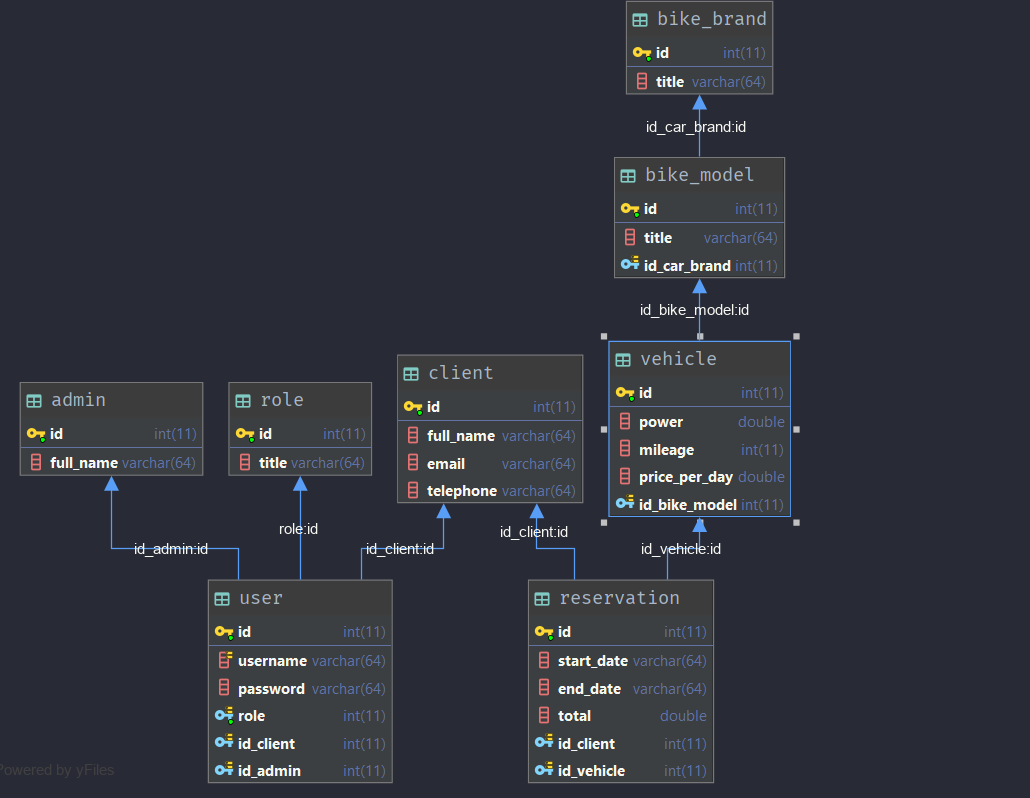 bike_brand
id int(11)
title varchar(64)
id_car_brand:id
bike_model
id int(11)
title varchar(64)
id_car_brand int(11)
id_bike_model:id
vehicle
id int(11)
power double
mileage int(11)
price_per_day double
id_bike_model int(11)
client
id int(11)
full_name varchar(64)
email varchar(64)
telephone varchar(64)
admin
id int(11)
full_name varchar(64)
role
id int(11)
title varchar(64)
id_admin:id
role:id
id_client:id
id_client:id
id_vehicle:id
user
id int(11)
username varchar(64)
password varchar(64)
role int(11)
id_client int(11)
id_admin int(11)
reservation
id int(11)
start_date varchar(64)
end_date varchar(64)
total double
id_client int(11)
id_vehicle int(11)
Powered by yFiles